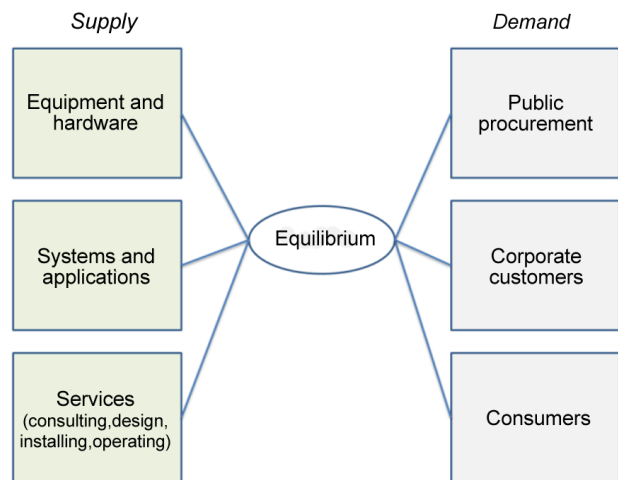 Supply
Demand
Equipment and
hardware
Public
procurement
Equilibrium
Systems and
applications
Corporate
customers
Services
(consulting,design,
installing,operating)
Consumers